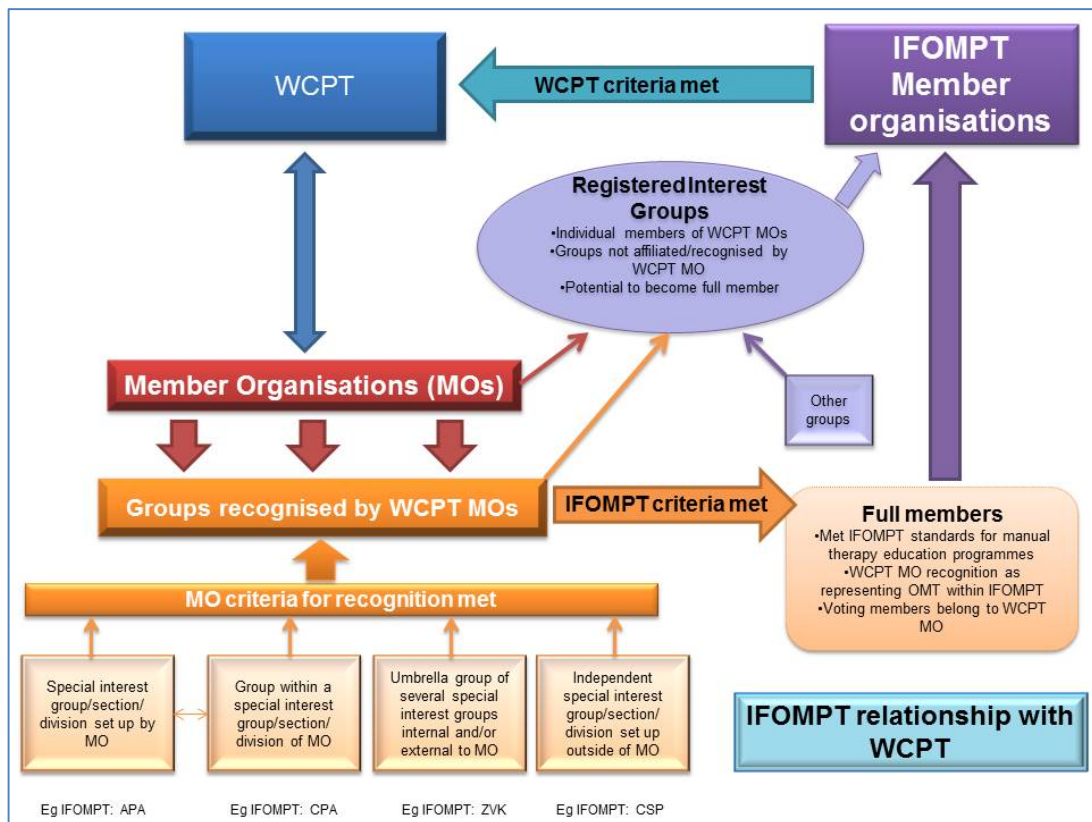 WCPT
WCPT criteria met
IFOMPT
Member
organisations
Registered Interest
Groups
•Individual members of WCPT MOs
•Groups not affiliated/recognised by
WCPT MO
•Potential to become full member
Member Organisations (MOs)
Other
groups
Groups recognised by WCPT MOs
IFOMPT criteria met
Full members
•Met IFOMPT standards for manual
therapy education programmes
•WCPT MO recognition as
representing OMT within IFOMPT
•Voting members belong to WCPT
MO
MO criteria for recognition met
Special interest
group/section/
division set up by
MO
Group within a
special interest
group/section/
division of MO
Umbrella group of
several special
interest groups
internal and/or
external to MO
Independent
special interest
group/section/
division set up
outside of MO
IFOMPT relationship with
WCPT
Eg IFOMPT: APA
Eg IFOMPT: CPA
Eg IFOMPT: ZVK
Eg IFOMPT: CSP